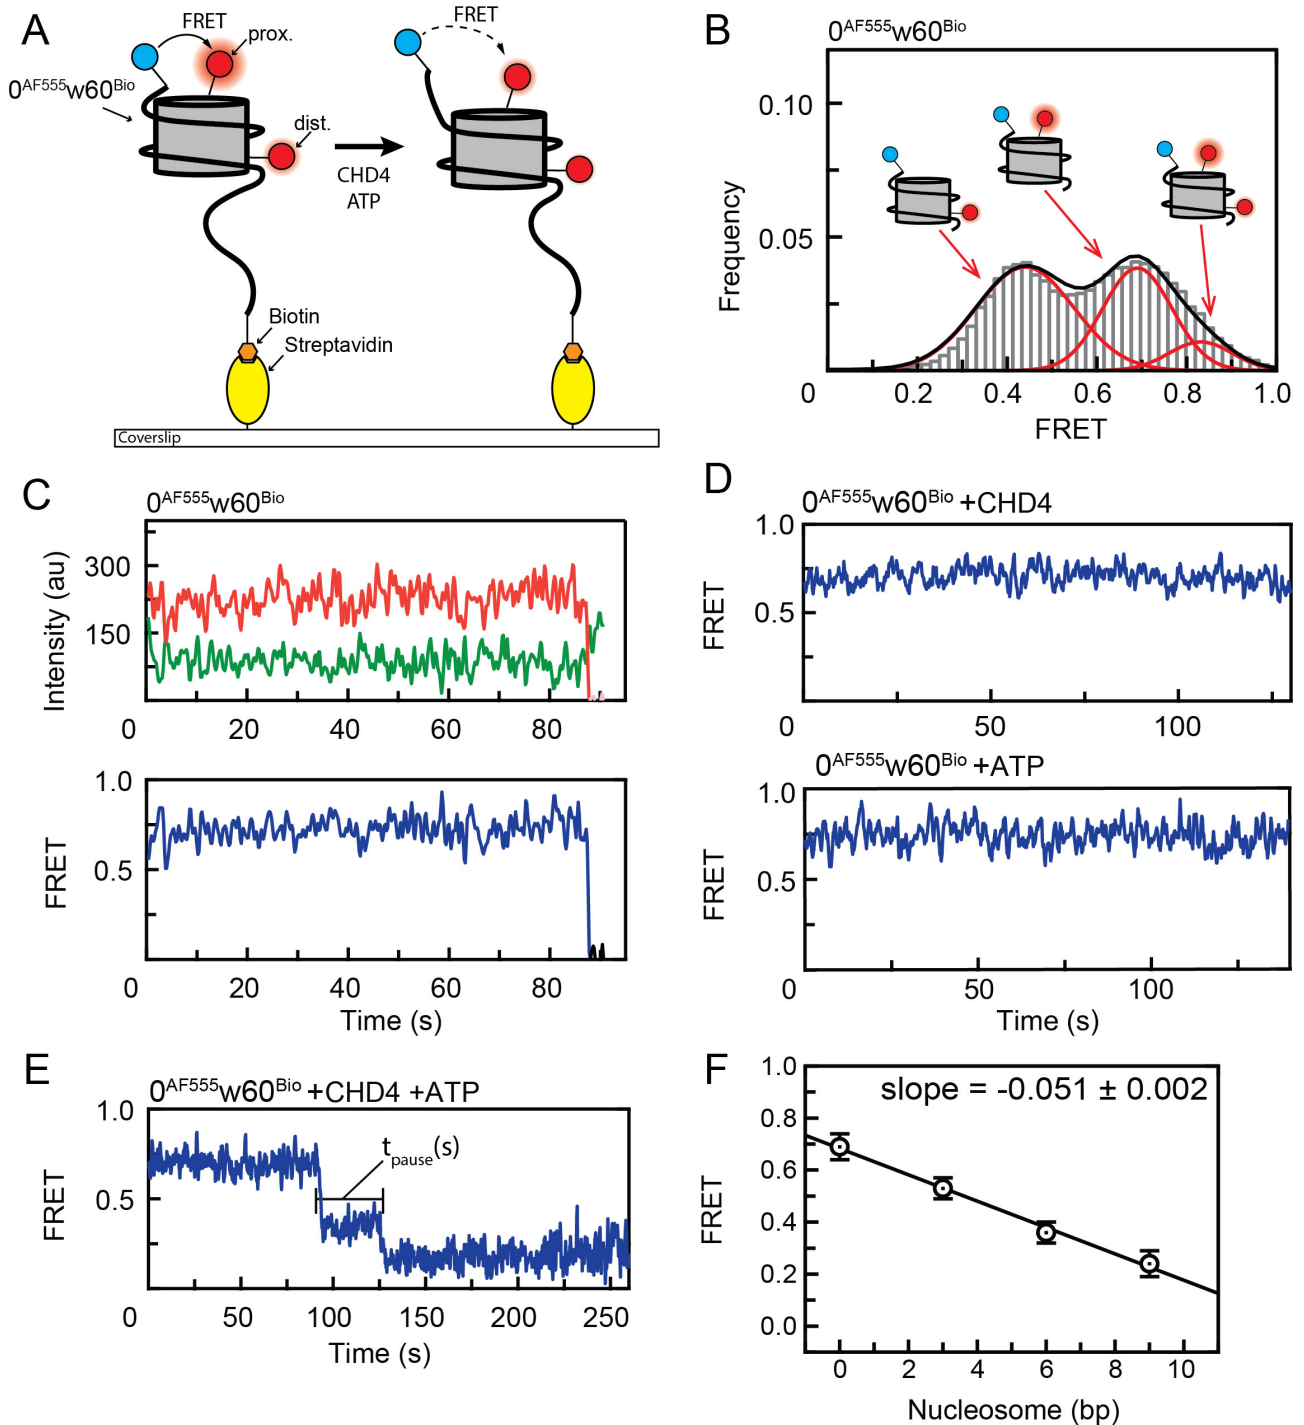 A
FRET
prox.
0AF555w60Bio
dist.
CHD4
ATP
FRET
Biotin
Streptavidin
Coverslip
B
0AF555w60Bio
Frequency
0.10
0.05
0
0.2
0.4
0.6
0.8
1.0
FRET
C
0AF555w60Bio
Intensity (au)
300
150
0
20
40
60
80
FRET
1.0
0.5
0
20
40
60
80
Time (s)
D
0AF555w60Bio +CHD4
FRET
1.0
0.5
0
50
100
0AF555w60Bio +ATP
FRET
1.0
0.5
0
50
100
Time (s)
E
0AF555w60Bio +CHD4 +ATP
tpause(s)
FRET
1.0
0.5
0
50
100
150
200
250
Time (s)
F
slope = -0.051 ± 0.002
FRET
1.0
0.8
0.6
0.4
0.2
0.0
0
2
4
6
8
10
Nucleosome (bp)